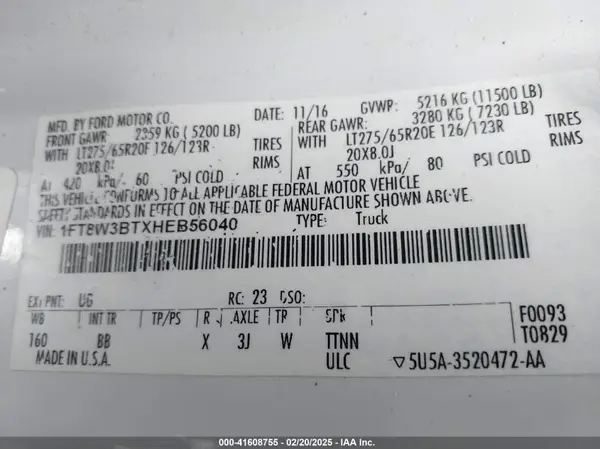 MFD. BY FORD MOTOR CO. DATE: 11/16 GVWP: 5216 KG (11500 LB)
FRONT GAWR: 2359 KG (5200 LB) REAR GAWR: 3280 KG (7230 LB)
WITH LT275/65R20E 126/123R TIRES WITH LT275/65R20E 126/123R TIRES
20X8.0J RIMS 20X8.0J RIMS
AT 420 kPa/ 60 PSI COLD AT 550 kPa/ 80 PSI COLD
THIS VEHICLE CONFORMS TO ALL APPLICABLE FEDERAL MOTOR VEHICLE
SAFETY STANDARDS IN EFFECT ON THE DATE OF MANUFACTURE SHOWN ABOVE.
VIN: 1FT8W3BTXHEB56040 TYPE: Truck
EXT PNT: UG RC: 23 DSO:
WB INT TR TP/PS R AXLE TR SPR F0093
160 BB X 3J W TTNN T0829
MADE IN U.S.A. ULC ▽5U5A-3520472-AA
000-41608755 — 02/20/2025 — IAA Inc.